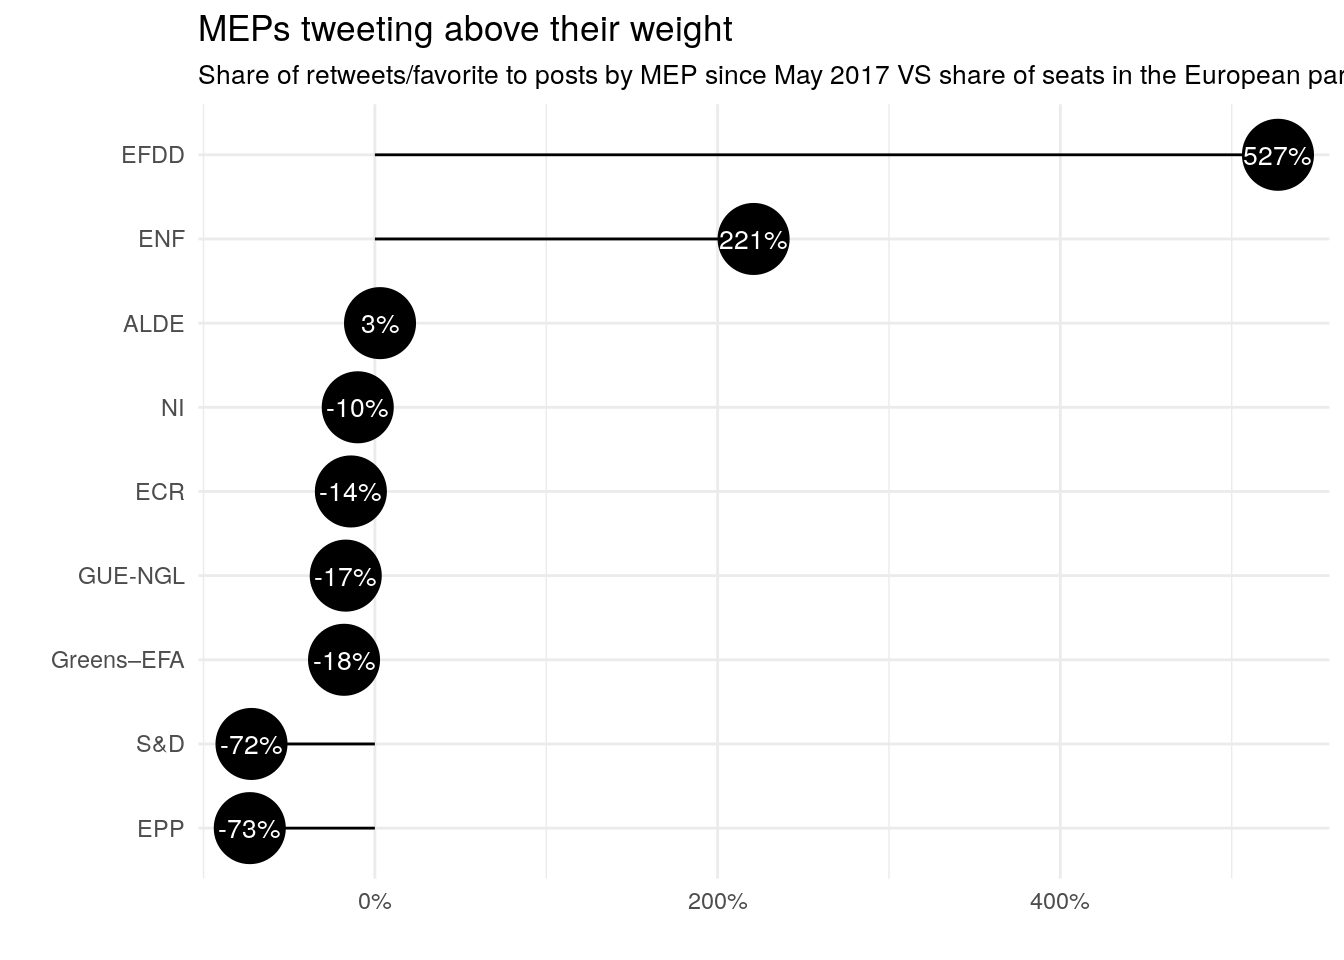 MEPs tweeting above their weight
Share of retweets/favorite to posts by MEP since May 2017 VS share of seats in the European par
EFDD 527%
ENF 221%
ALDE 3%
NI -10%
ECR -14%
GUE-NGL -17%
Greens–EFA -18%
S&D -72%
EPP -73%
0% 200% 400%